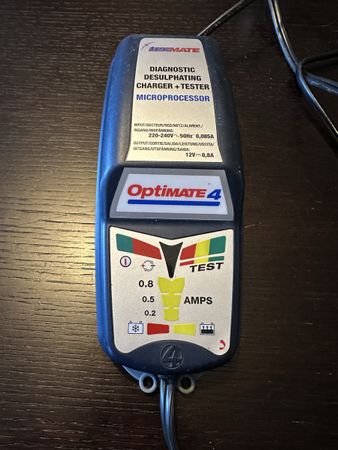 TECMATE
DIAGNOSTIC
DESULPHATING
CHARGER + TESTER
MICROPROCESSOR
220-240V ~ 50Hz 0,085A
12V 0,8A
OPTIMATE 4
TEST
0.8
0.5
AMPS
0.2
4